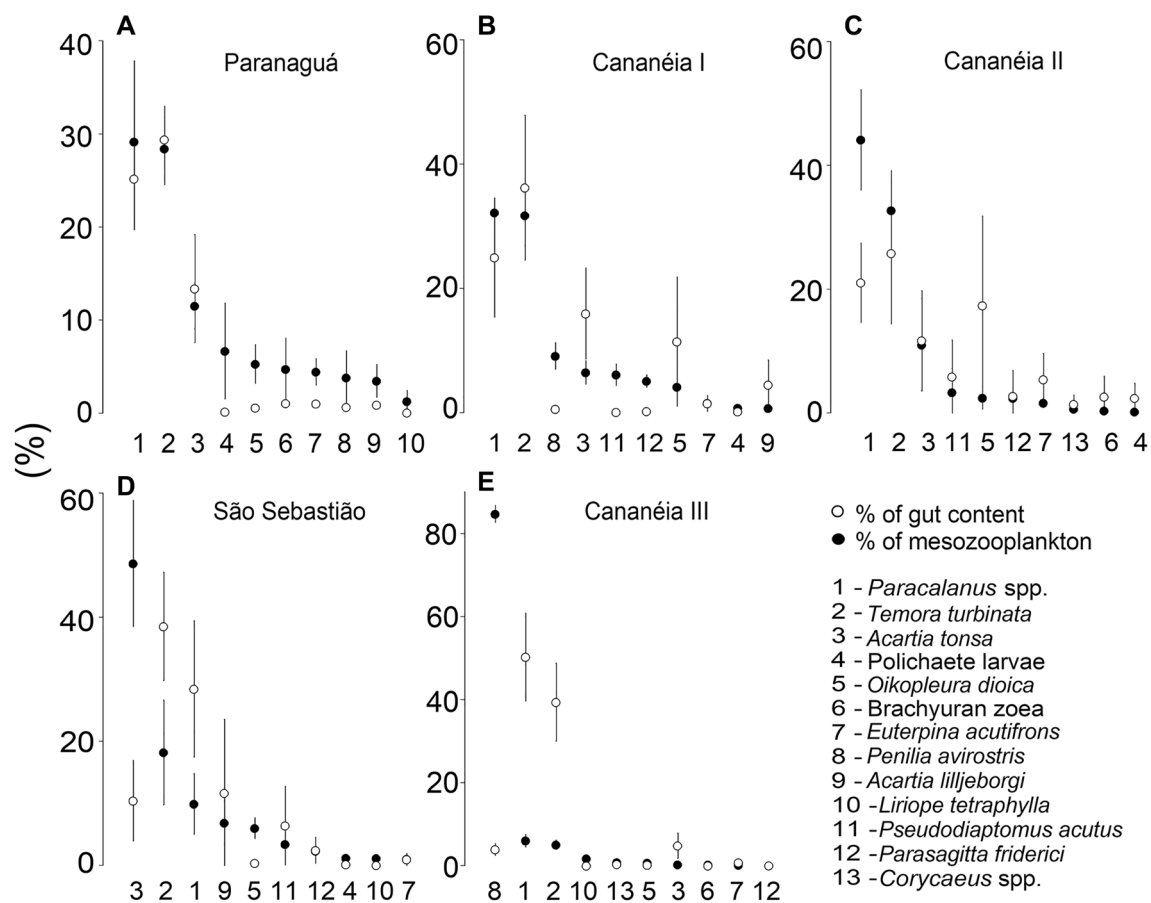 A
Paranaguá
40
30
20
10
0
1 2 3 4 5 6 7 8 9 10
B
Cananéia I
60
40
20
0
1 2 8 3 11 12 5 7 4 9
C
Cananéia II
60
40
20
0
1 2 3 11 5 12 7 13 6 4
(%)
D
São Sebastião
60
40
20
0
3 2 1 9 5 11 12 4 10 7
E
Cananéia III
80
60
40
20
0
8 1 2 10 13 5 3 6 7 12
% of gut content
% of mesozooplankton
1 - Paracalanus spp.
2 - Temora turbinata
3 - Acartia tonsa
4 - Polichaete larvae
5 - Oikopleura dioica
6 - Brachyuran zoea
7 - Euterpina acutifrons
8 - Penilia avirostris
9 - Acartia lilljeborgi
10 - Liriope tetraphylla
11 - Pseudodiaptomus acutus
12 - Parasagitta friderici
13 - Corycaeus spp.